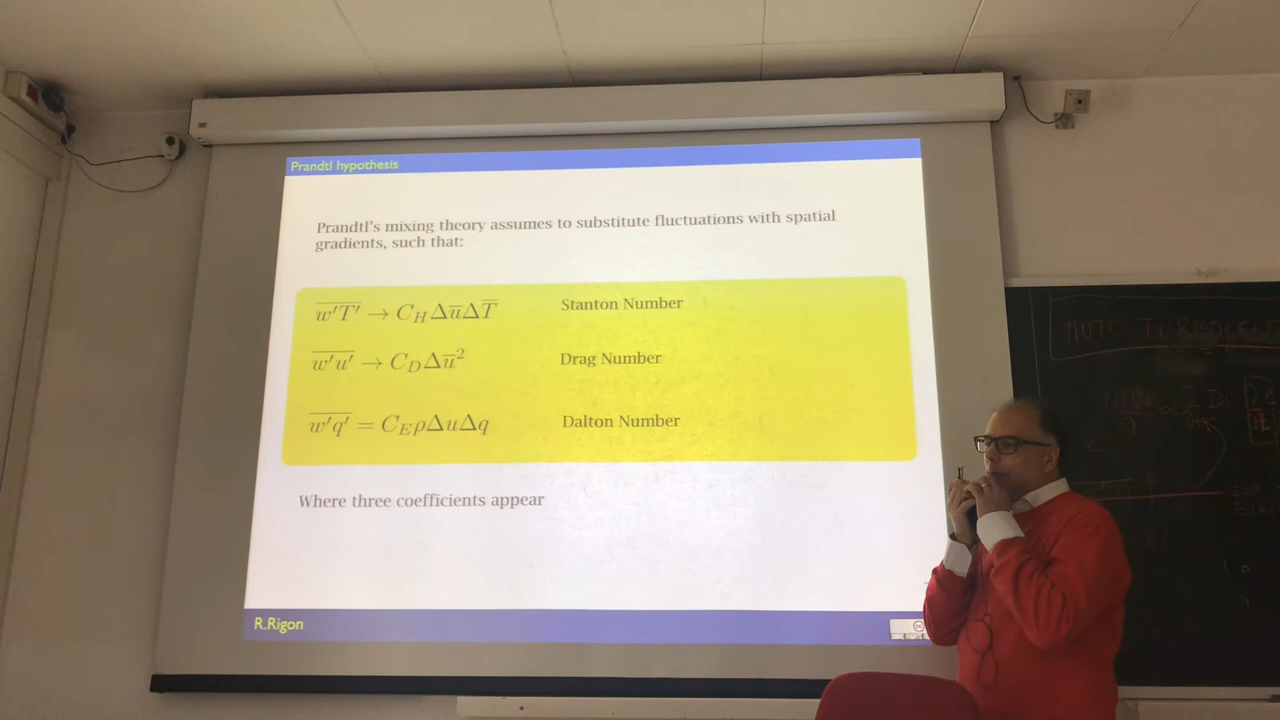 Prandtl hypothesis
Prandtl's mixing theory assumes to substitute fluctuations with spatial
gradients, such that:
$\overline{w'T'} \rightarrow C_H \Delta \overline{u} \Delta \overline{T}$ Stanton Number
$\overline{w'u'} \rightarrow C_D \Delta \overline{u}^2$ Drag Number
$\overline{w'q'} = C_E \rho \Delta u \Delta q$ Dalton Number
Where three coefficients appear
R.Rigon
MOTO TURBOLEN